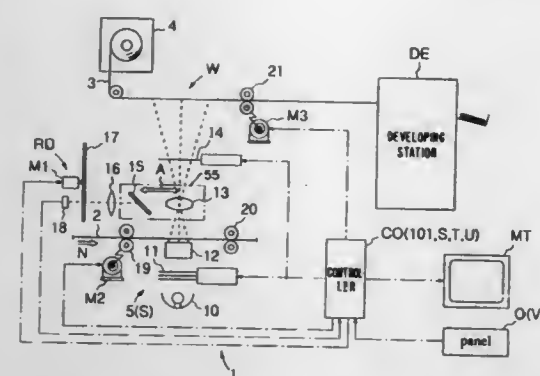 4
DE
3
W
21
M3
DEVELOPING
STATION
17
RD
M1
16
15
A
14
55
13
18
2
20
CO(101,S,T,U)
MT
12
N
19
11
CONTROL
LER
M2
5(S)
10
O(V
panel
1